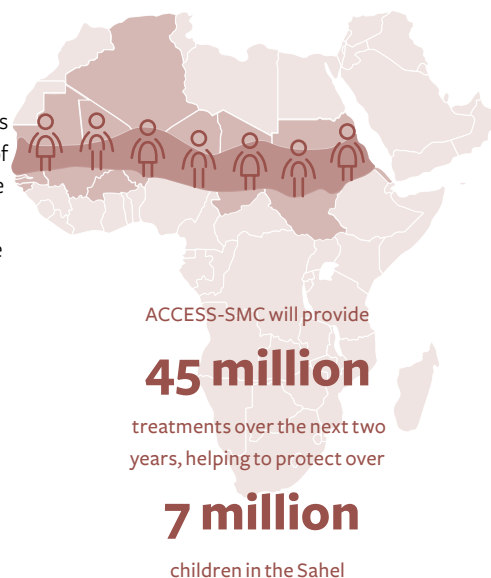 ACCESS-SMC will provide
45 million
treatments over the next two
years, helping to protect over
7 million
children in the Sahel